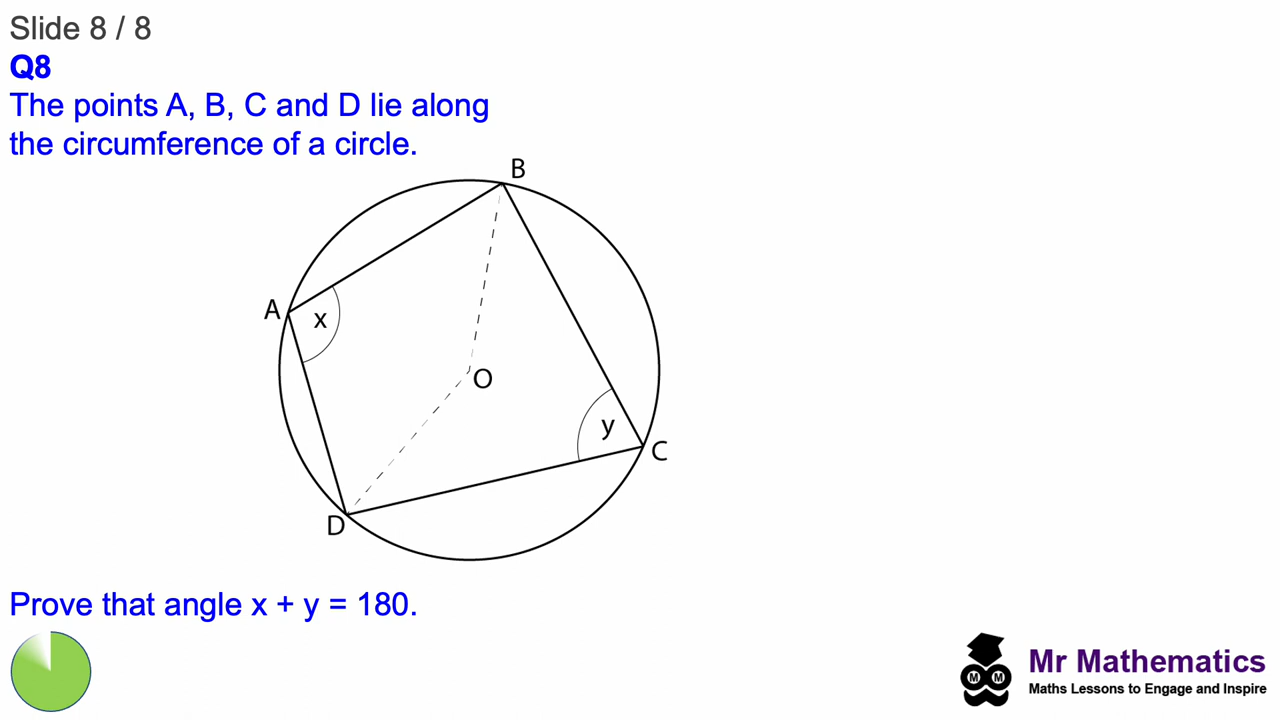 Slide 8 / 8
Q8
The points A, B, C and D lie along
the circumference of a circle.
B
A
x
O
y
C
D
Prove that angle x + y = 180.
M M
Mr Mathematics
Maths Lessons to Engage and Inspire